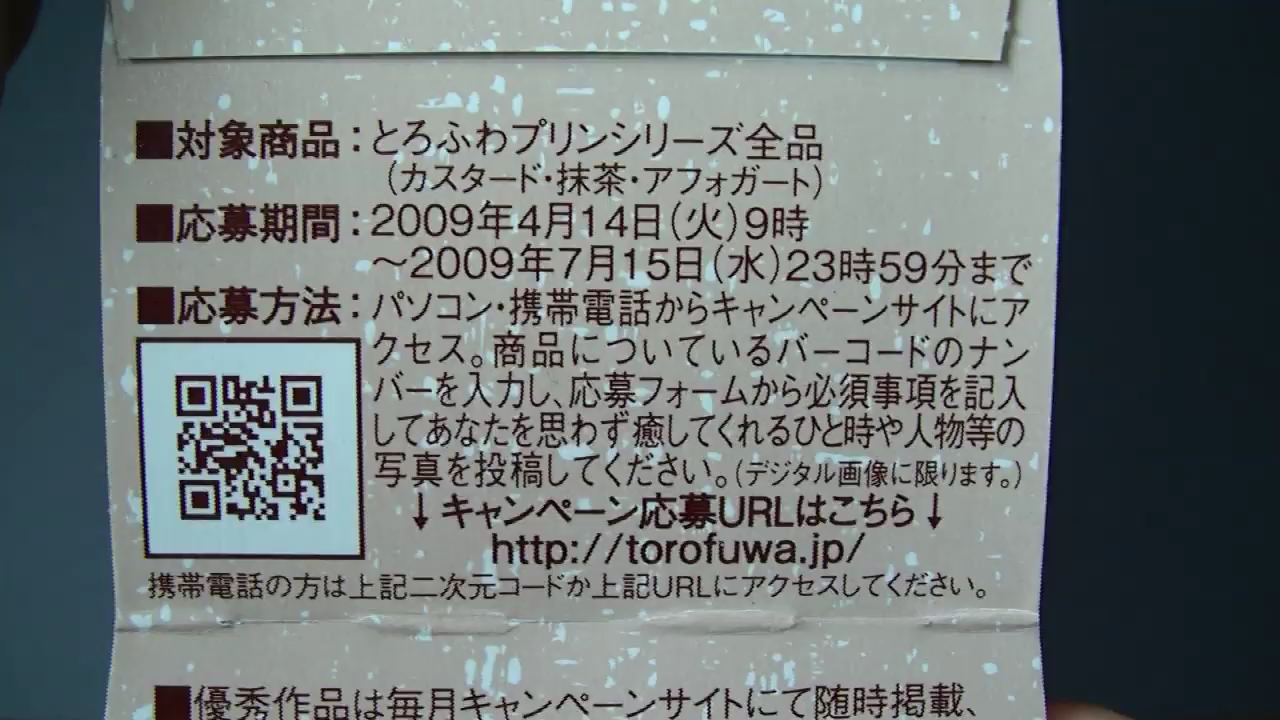 ■対象商品：とろふわプリンシリーズ全品
（カスタード・抹茶・アフォガート）
■応募期間：2009年4月14日（火）9時
～2009年7月15日（水）23時59分まで
■応募方法：パソコン・携帯電話からキャンペーンサイトにア
クセス。商品についているバーコードのナン
バーを入力し、応募フォームから必須事項を記入
してあなたを思わず癒してくれるひと時や人物等の
写真を投稿してください。（デジタル画像に限ります。）
↓キャンペーン応募URLはこちら↓
http://torofuwa.jp/
携帯電話の方は上記二次元コードか上記URLにアクセスしてください。
■優秀作品は毎月キャンペーンサイトにて随時掲載、